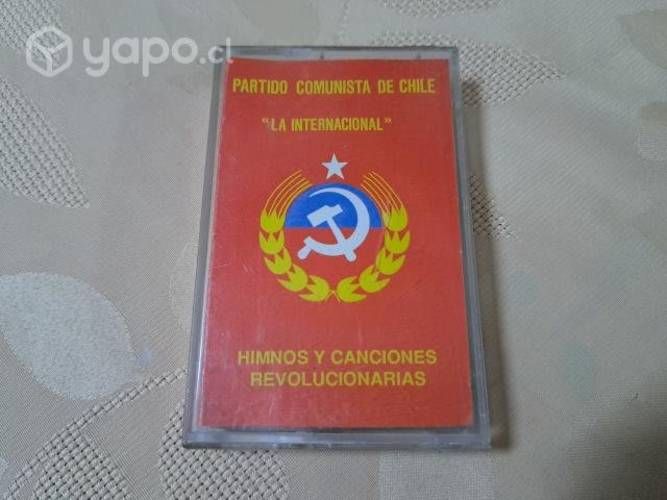 yapo.cl
PARTIDO COMUNISTA DE CHILE
"LA INTERNACIONAL"
HIMNOS Y CANCIONES
REVOLUCIONARIAS